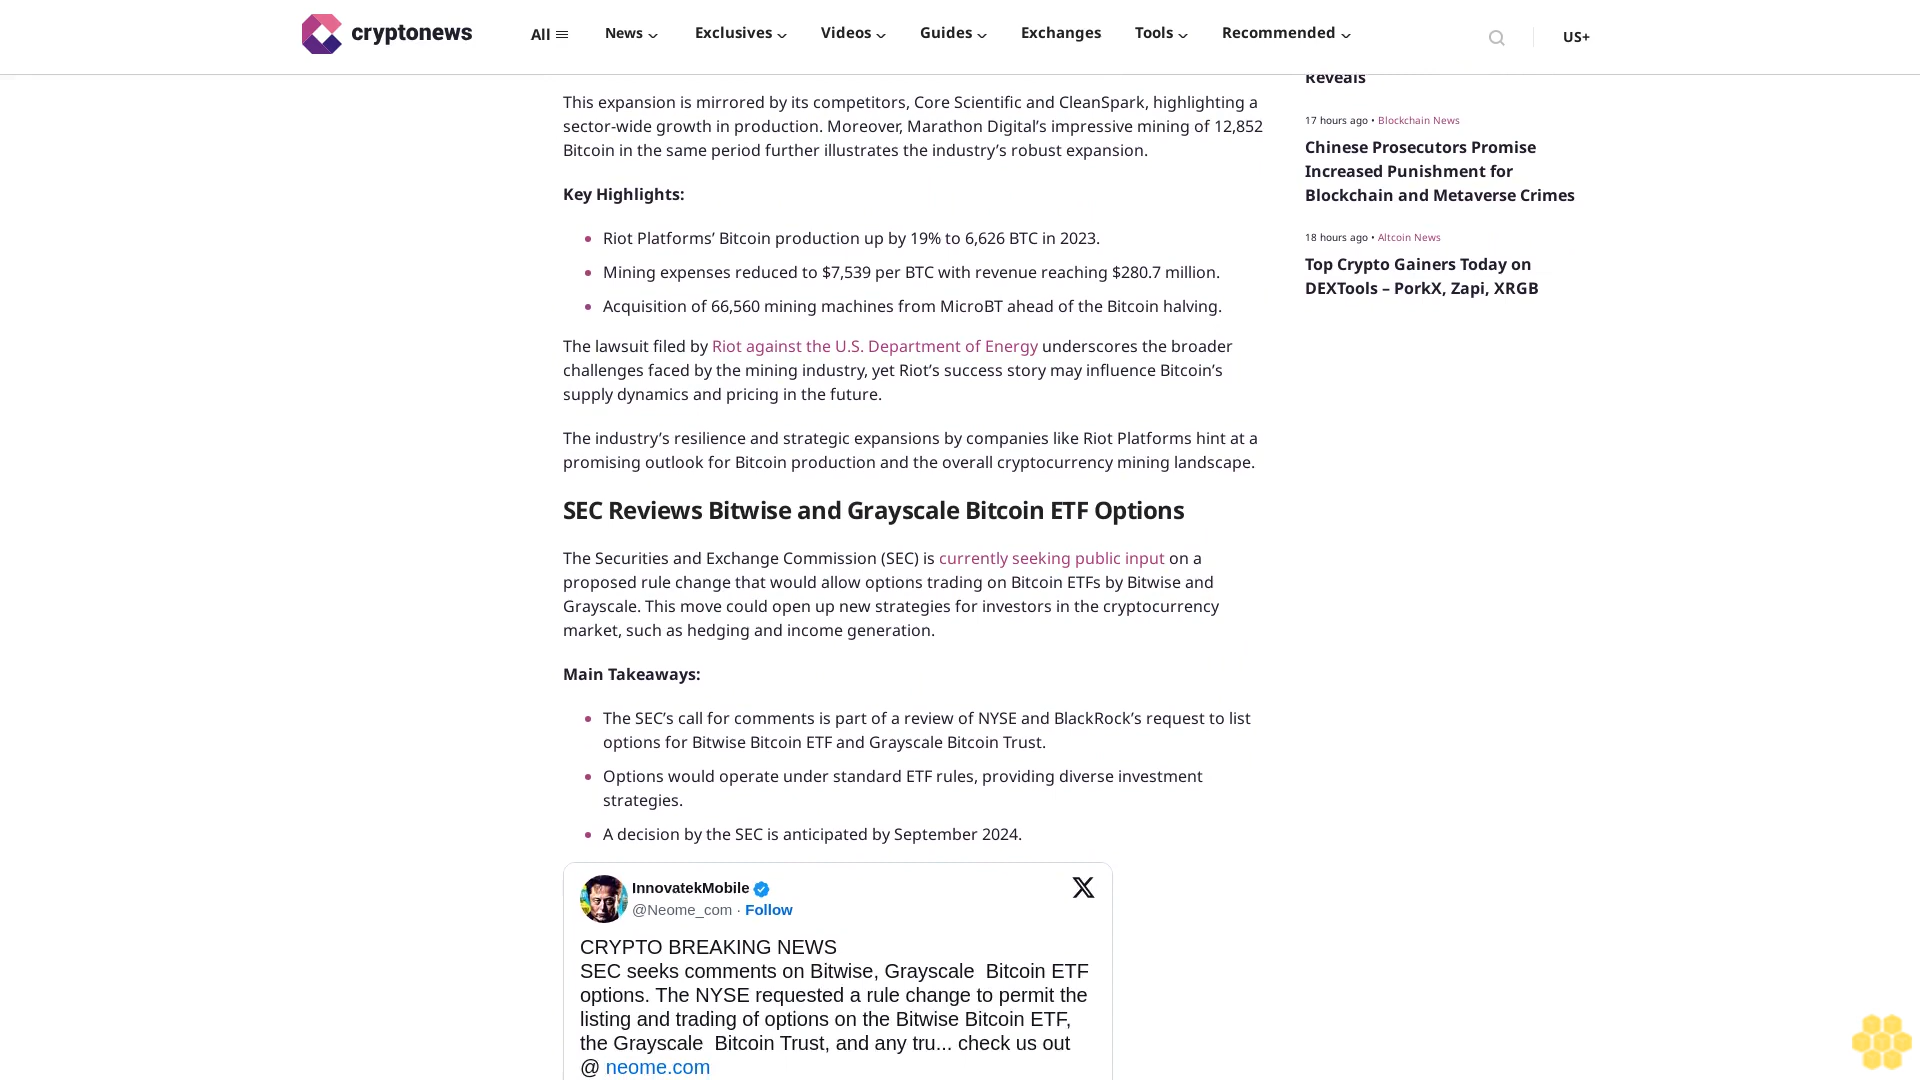 cryptonews
All
News
Exclusives
Videos
Guides
Exchanges
Tools
Recommended
US+
This expansion is mirrored by its competitors, Core Scientific and CleanSpark, highlighting a
sector-wide growth in production. Moreover, Marathon Digital’s impressive mining of 12,852
Bitcoin in the same period further illustrates the industry’s robust expansion.
Key Highlights:
Riot Platforms’ Bitcoin production up by 19% to 6,626 BTC in 2023.
Mining expenses reduced to $7,539 per BTC with revenue reaching $280.7 million.
Acquisition of 66,560 mining machines from MicroBT ahead of the Bitcoin halving.
The lawsuit filed by Riot against the U.S. Department of Energy underscores the broader
challenges faced by the mining industry, yet Riot’s success story may influence Bitcoin’s
supply dynamics and pricing in the future.
The industry’s resilience and strategic expansions by companies like Riot Platforms hint at a
promising outlook for Bitcoin production and the overall cryptocurrency mining landscape.
SEC Reviews Bitwise and Grayscale Bitcoin ETF Options
The Securities and Exchange Commission (SEC) is currently seeking public input on a
proposed rule change that would allow options trading on Bitcoin ETFs by Bitwise and
Grayscale. This move could open up new strategies for investors in the cryptocurrency
market, such as hedging and income generation.
Main Takeaways:
The SEC’s call for comments is part of a review of NYSE and BlackRock’s request to list
options for Bitwise Bitcoin ETF and Grayscale Bitcoin Trust.
Options would operate under standard ETF rules, providing diverse investment
strategies.
A decision by the SEC is anticipated by September 2024.
InnovatekMobile
@Neome_com · Follow
CRYPTO BREAKING NEWS
SEC seeks comments on Bitwise, Grayscale  Bitcoin ETF
options. The NYSE requested a rule change to permit the
listing and trading of options on the Bitwise Bitcoin ETF,
the Grayscale  Bitcoin Trust, and any tru... check us out
@ neome.com
Reveals
17 hours ago • Blockchain News
Chinese Prosecutors Promise
Increased Punishment for
Blockchain and Metaverse Crimes
18 hours ago • Altcoin News
Top Crypto Gainers Today on
DEXTools – PorkX, Zapi, XRGB